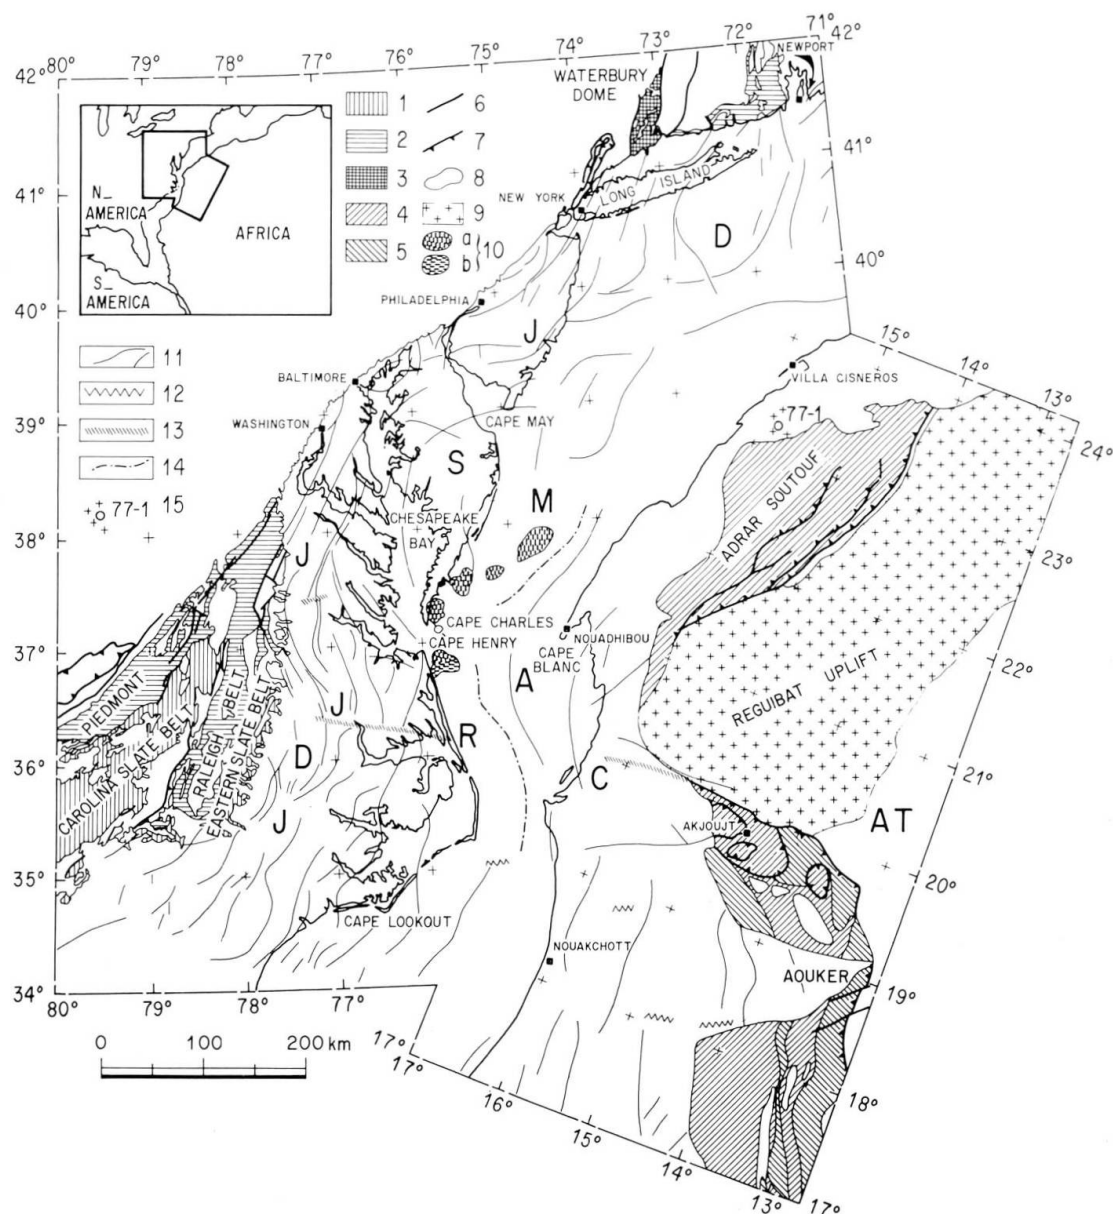 80° 79° 78° 77° 76° 75° 74° 73° 72° 71°
42° 42°
NEWPORT
WATERBURY
DOME
1 6
2 7
3 8
4 9
5 a
b 10
N_
AMERICA
AFRICA
S_
AMERICA
41° 41°
NEW YORK
LONG ISLAND
D
40° 40°
PHILADELPHIA
J
11
12
13
14
77-1 15
BALTIMORE
WASHINGTON
39°
CAPE MAY
15° 14° 13°
VILLA CISNEROS
77-1
24°
S
M
ADRAR SOUTOUF
CHESAPEAKE
BAY
38°
23°
J
CAPE CHARLES
CAPE HENRY
NOUADHIBOU
CAPE
BLANC
37°
22°
A
REGUIBAT UPLIFT
PIEDMONT
CAROLINA SLATE BELT
RALEIGH BELT
EASTERN SLATE BELT
J
R
D
36°
C
21°
J
AKJOUJT
AT
35°
20°
CAPE LOOKOUT
NOUAKCHOTT
AOUKER
34°
19°
80° 79° 78° 77°
0 100 200 km
17°
17°
18°
16°
15°
14°
13° 17°